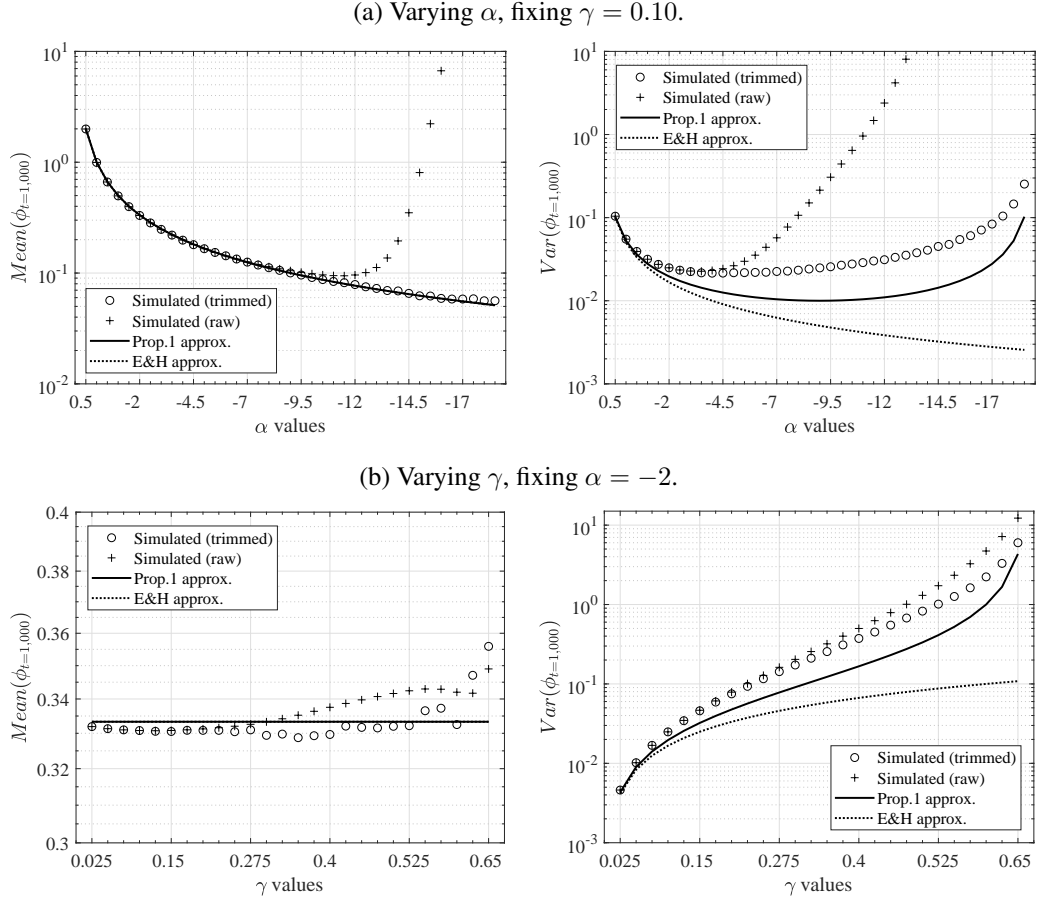 (a) Varying α, fixing γ = 0.10.
Mean(ϕ_{t=1,000})
10^1
10^0
10^{-1}
10^{-2}
Simulated (trimmed)
Simulated (raw)
Prop.1 approx.
E&H approx.
0.5 -2 -4.5 -7 -9.5 -12 -14.5 -17
α values
Var(ϕ_{t=1,000})
10^1
10^0
10^{-1}
10^{-2}
10^{-3}
Simulated (trimmed)
Simulated (raw)
Prop.1 approx.
E&H approx.
0.5 -2 -4.5 -7 -9.5 -12 -14.5 -17
α values
(b) Varying γ, fixing α = −2.
Mean(ϕ_{t=1,000})
0.4
0.38
0.36
0.34
0.32
0.3
Simulated (trimmed)
Simulated (raw)
Prop.1 approx.
E&H approx.
0.025 0.15 0.275 0.4 0.525 0.65
γ values
Var(ϕ_{t=1,000})
10^1
10^0
10^{-1}
10^{-2}
10^{-3}
Simulated (trimmed)
Simulated (raw)
Prop.1 approx.
E&H approx.
0.025 0.15 0.275 0.4 0.525 0.65
γ values